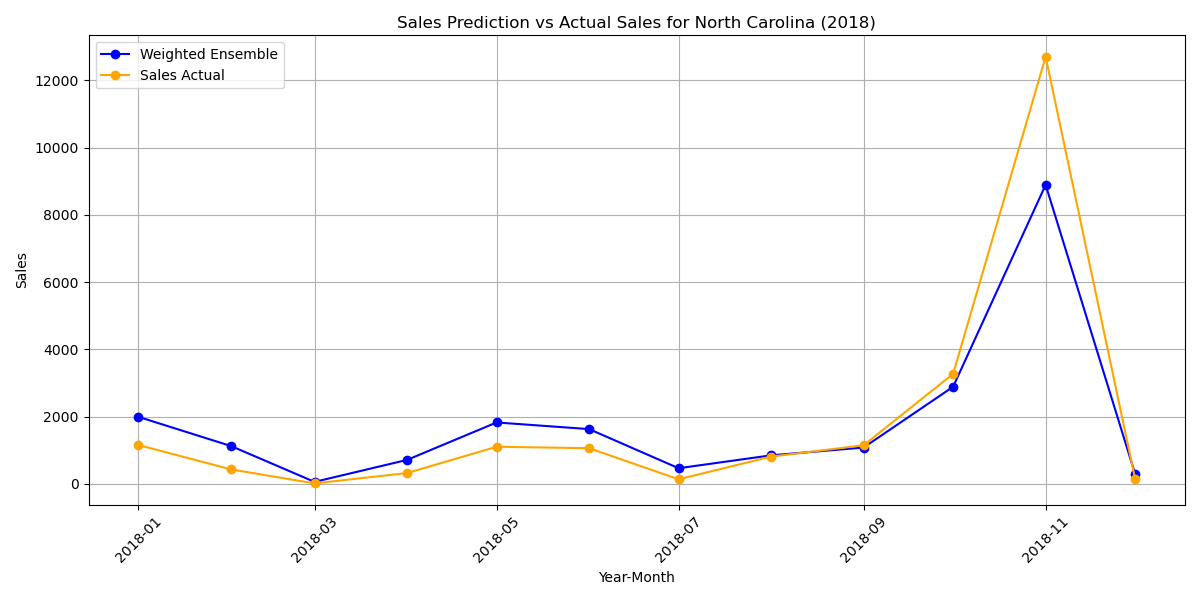 Sales Prediction vs Actual Sales for North Carolina (2018)
Weighted Ensemble
Sales Actual
12000
10000
8000
6000
4000
2000
0
Sales
2018-01
2018-03
2018-05
2018-07
2018-09
2018-11
Year-Month